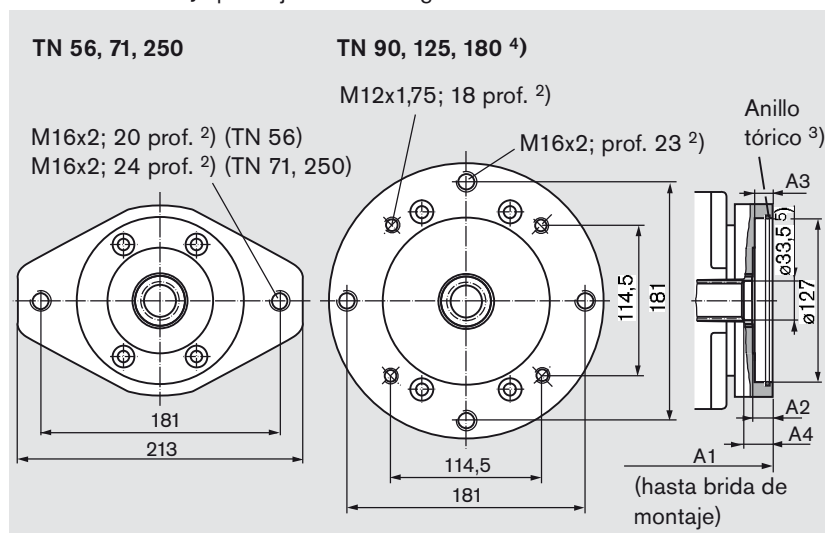 TN 56, 71, 250
TN 90, 125, 180 ⁴)
M12x1,75; 18 prof. ²)
M16x2; 20 prof. ²) (TN 56)
M16x2; 24 prof. ²) (TN 71, 250)
M16x2; prof. 23 ²)
Anillo
tórico ³)
A3
ø33,5 ⁵)
ø127
114,5
181
A2
A4
A1
(hasta brida de
montaje)
181
213
114,5
181